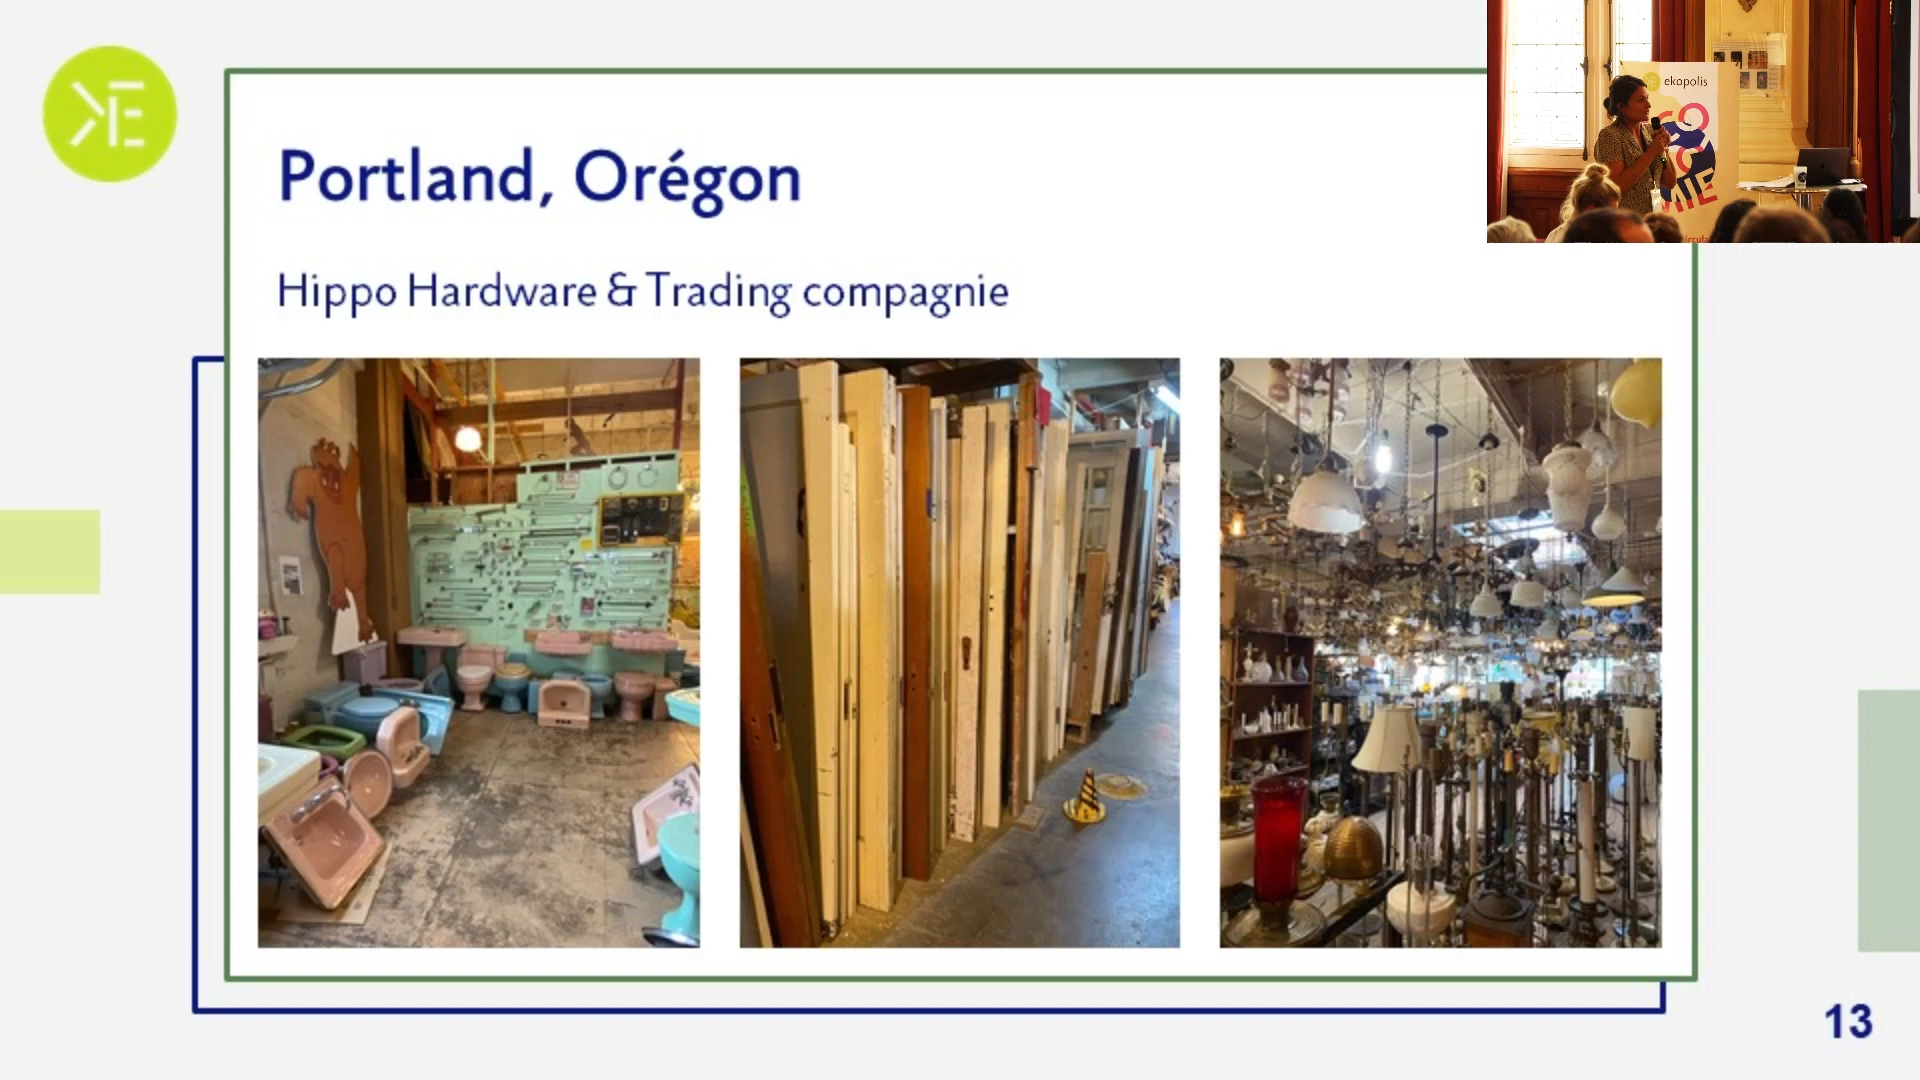 Portland, Orégon
Hippo Hardware & Trading compagnie
ekopolis
13